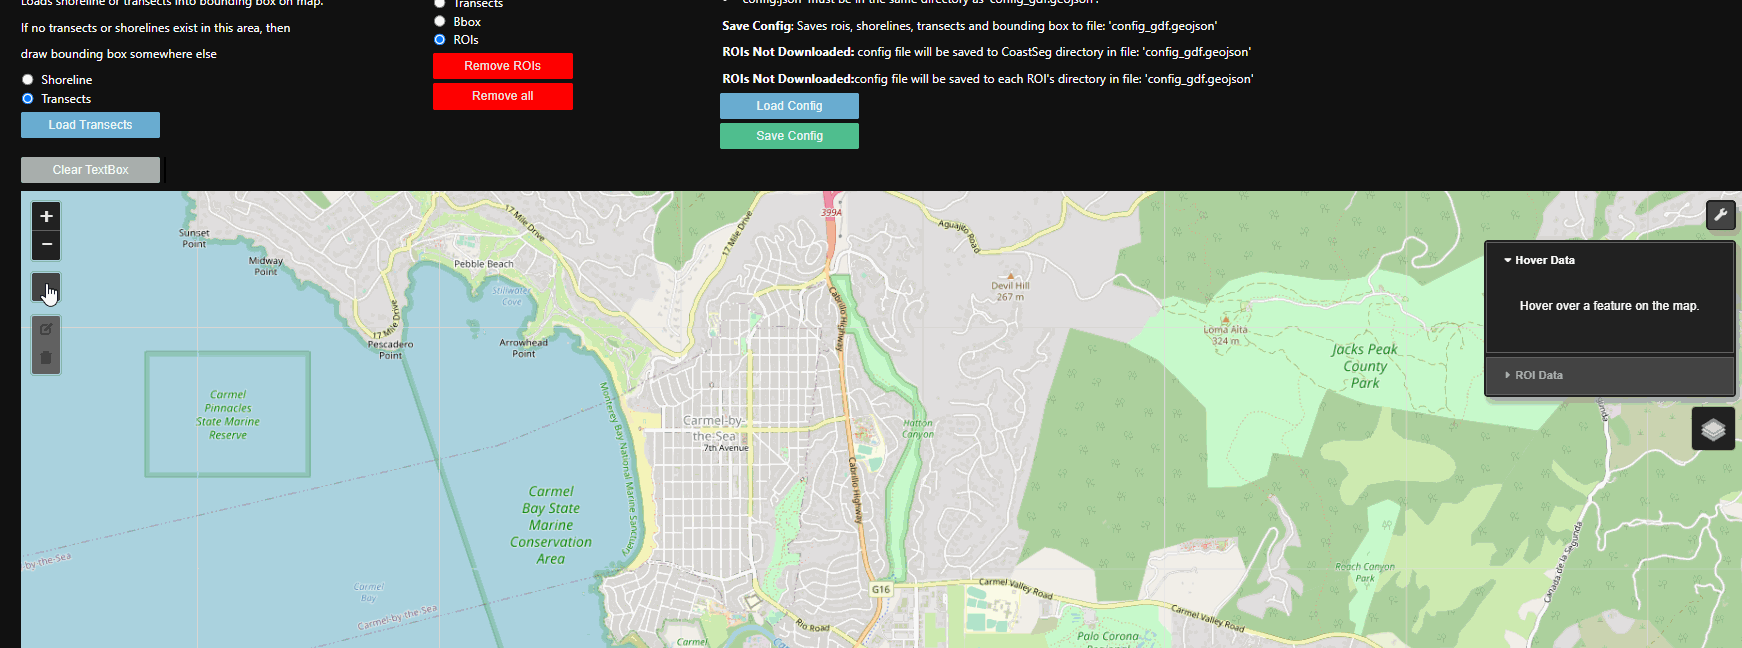 Loads shoreline or transects into bounding box on map.
If no transects or shorelines exist in this area, then
draw bounding box somewhere else
Shoreline
Transects
Load Transects
Clear TextBox
Transects
Bbox
ROIs
Remove ROIs
Remove all
'config.json' must be in the same directory as 'config_gdf.geojson'.
Save Config: Saves rois, shorelines, transects and bounding box to file: 'config_gdf.geojson'
ROIs Not Downloaded: config file will be saved to CoastSeg directory in file: 'config_gdf.geojson'
ROIs Not Downloaded:config file will be saved to each ROI's directory in file: 'config_gdf.geojson'
Load Config
Save Config
+
−
Sunset
Point
Midway
Point
17 Mile Drive
Pebble Beach
Stillwater
Cove
17 Mile Drive
Pescadero
Point
Arrowhead
Point
17 Mile Drive
399A
Aguajito Road
Devil Hill
267 m
Cabrillo Highway
Loma Alta
324 m
Jacks Peak
County
Park
Hover Data
Hover over a feature on the map.
ROI Data
Carmel
Pinnacles
State Marine
Reserve
Monterey Bay National Marine Sanctuary
Carmel-by-
the-Sea
7th Avenue
Hatton
Canyon
Cabrillo Highway
Carmel
Bay State
Marine
Conservation
Area
-by-the-Sea
Carmel
Bay
Carmel-by-the-Sea
G16
Carmel Valley Road
Carmel Valley Road
Rio Road
Carmel
Palo Corona
Regional
Roach Canyon
Park
Canada de la Segunda
gunda